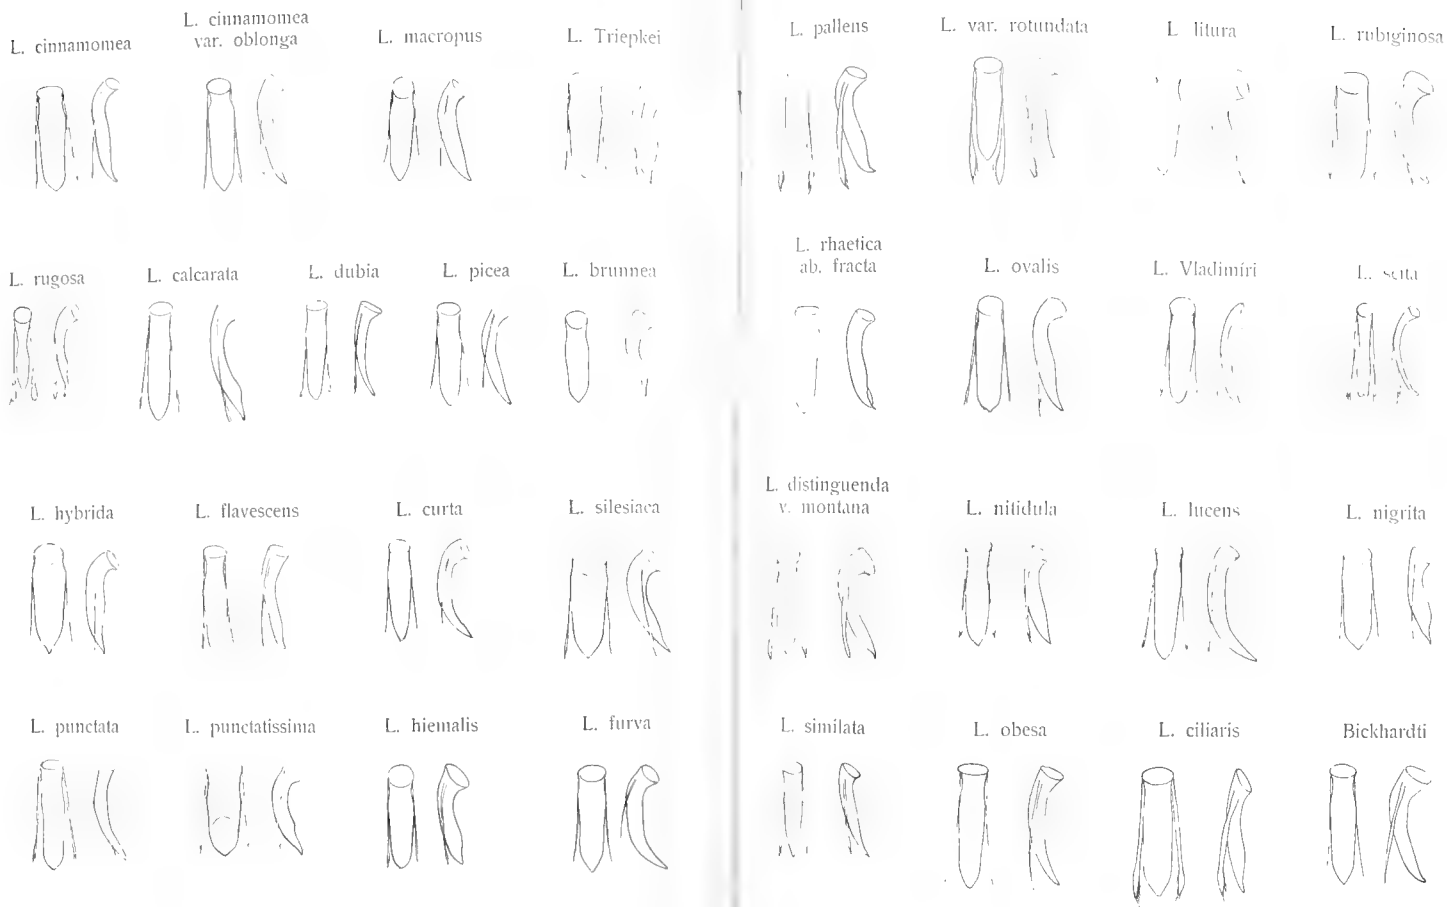 L. cinnamomea
L. cinnamomea
var. oblonga
L. macropus
L. Triepkei
L. rugosa
L. calcarata
L. dubia
L. picea
L. brunnea
L. hybrida
L. flavescens
L. curta
L. silesiaca
L. punctata
L. punctatissima
L. hiemalis
L. furva
L. pallens
L. var. rotundata
L litura
L. rubiginosa
L. rhaetica
ab. fracta
L. ovalis
L. Vladimiri
L. scita
L. distinguenda
v. montana
L. nitidula
L. lucens
L. nigrita
L. similata
L. obesa
L. ciliaris
Bickhardti